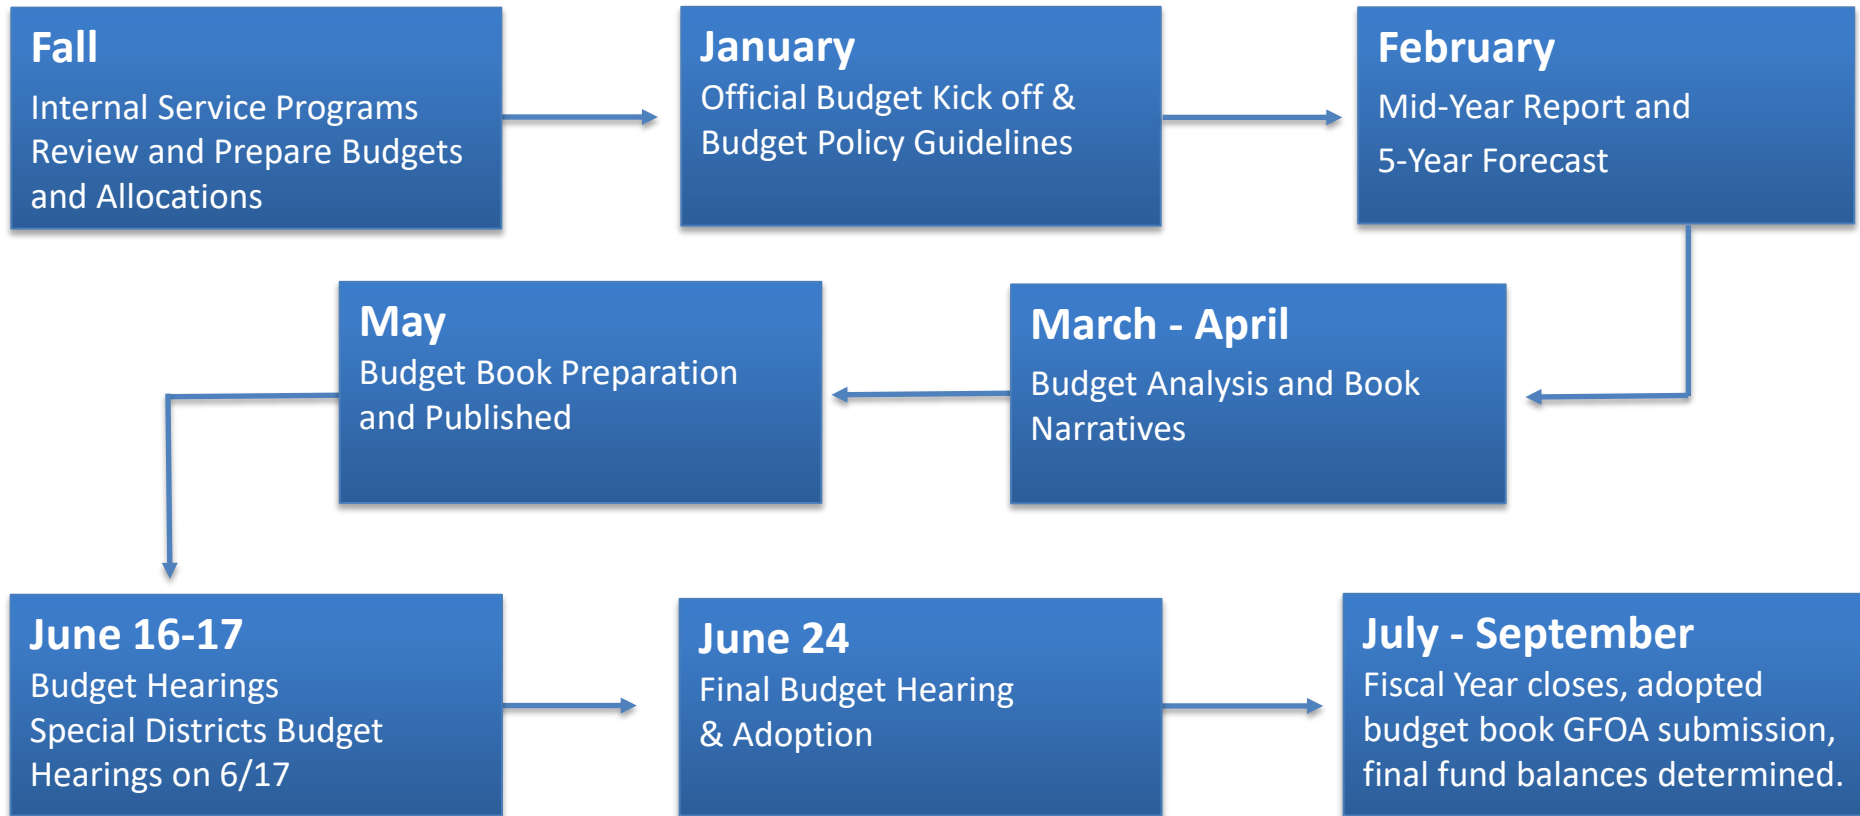 Fall
Internal Service Programs
Review and Prepare Budgets
and Allocations
January
Official Budget Kick off &
Budget Policy Guidelines
February
Mid-Year Report and
5-Year Forecast
March - April
Budget Analysis and Book
Narratives
May
Budget Book Preparation
and Published
June 16-17
Budget Hearings
Special Districts Budget
Hearings on 6/17
June 24
Final Budget Hearing
& Adoption
July - September
Fiscal Year closes, adopted
budget book GFOA submission,
final fund balances determined.